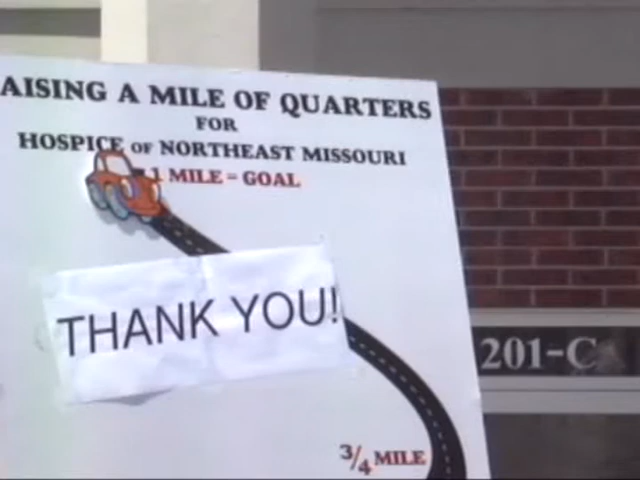 AISING A MILE OF QUARTERS
FOR
HOSPICE OF NORTHEAST MISSOURI
1 MILE = GOAL
THANK YOU!
201-C
3/4 MILE